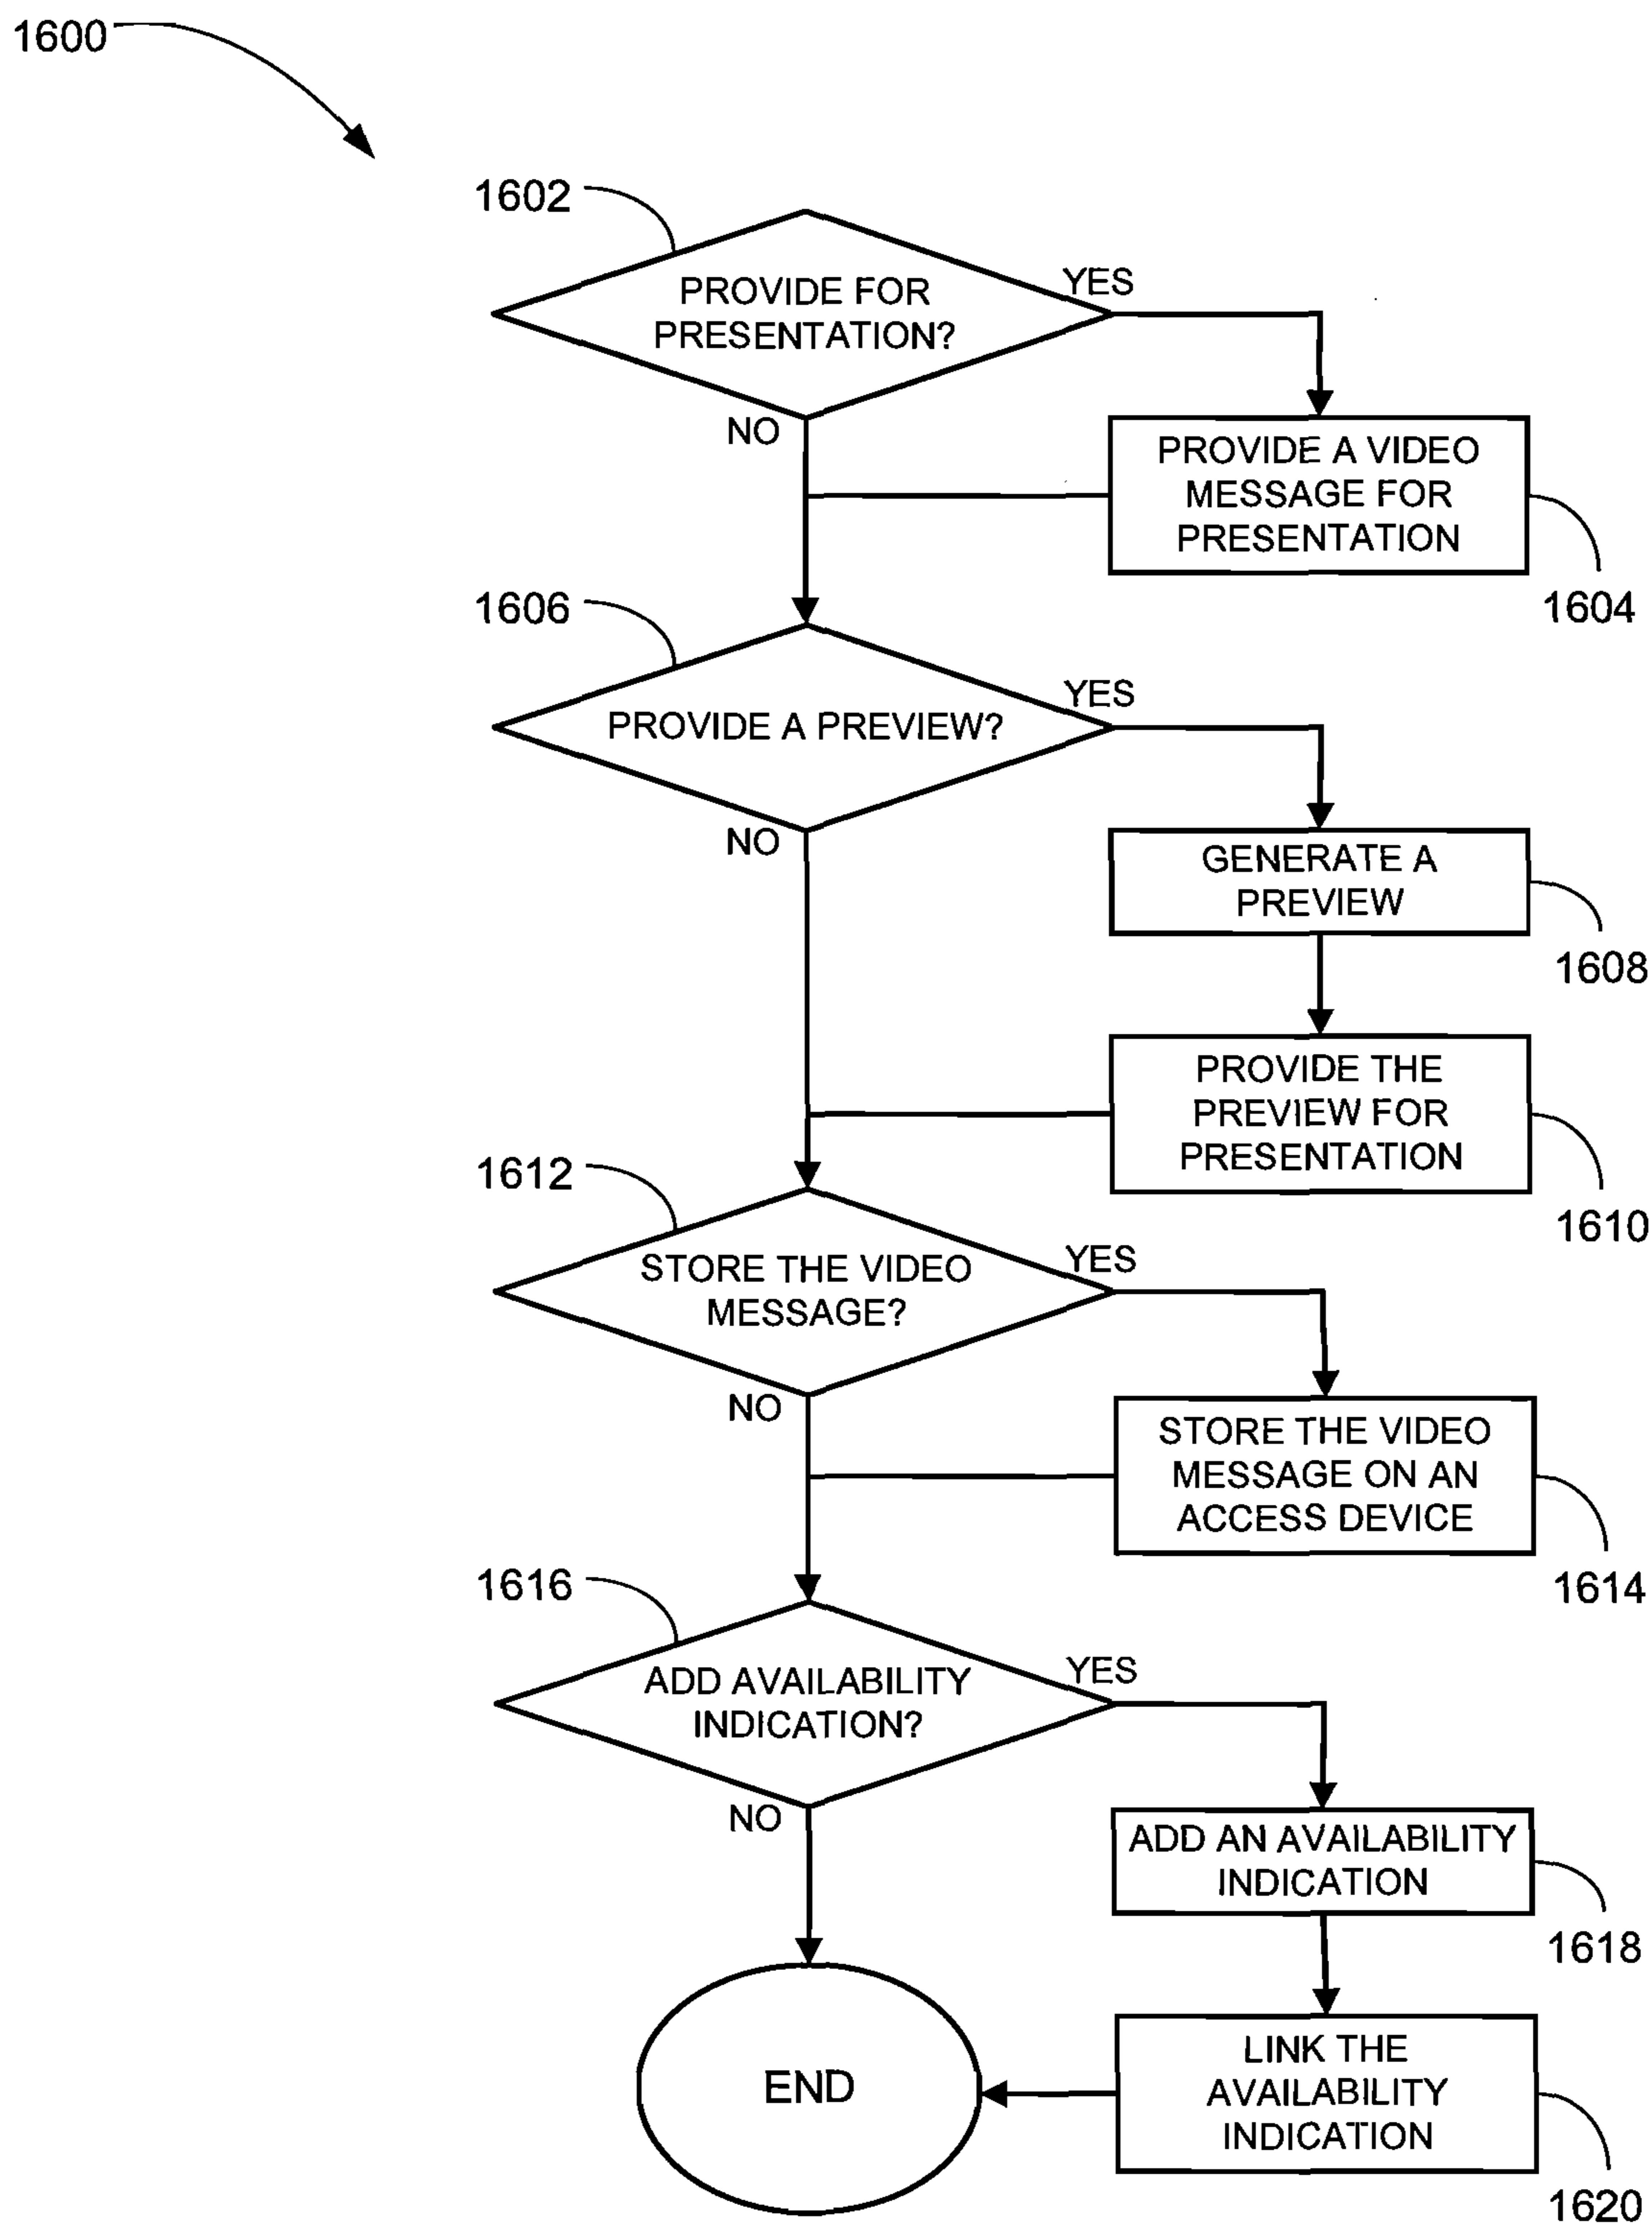 1600
1602
PROVIDE FOR
PRESENTATION?
YES
NO
PROVIDE A VIDEO
MESSAGE FOR
PRESENTATION
1604
1606
PROVIDE A PREVIEW?
YES
NO
GENERATE A
PREVIEW
1608
PROVIDE THE
PREVIEW FOR
PRESENTATION
1610
1612
STORE THE VIDEO
MESSAGE?
YES
NO
STORE THE VIDEO
MESSAGE ON AN
ACCESS DEVICE
1614
1616
ADD AVAILABILITY
INDICATION?
YES
NO
ADD AN AVAILABILITY
INDICATION
1618
LINK THE
AVAILABILITY
INDICATION
1620
END